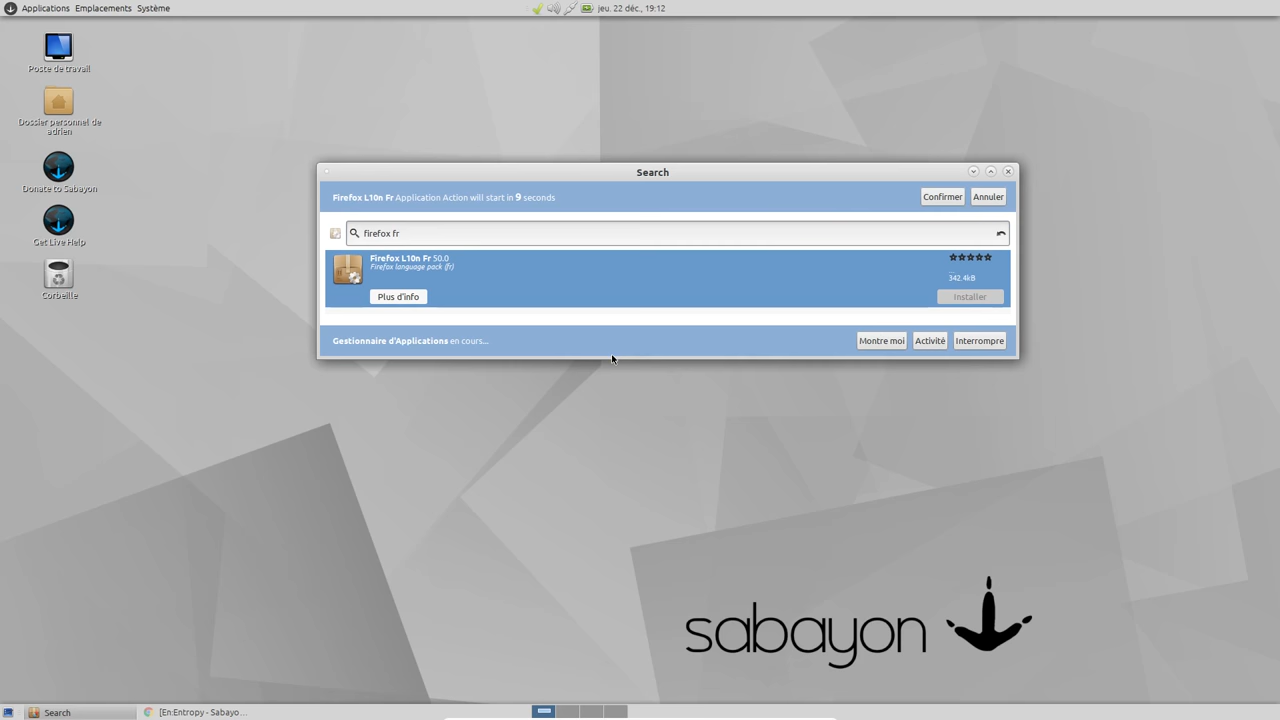 Applications Emplacements Système
jeu. 22 déc., 19:12
Poste de travail
Dossier personnel de
adrien
Donate to Sabayon
Get Live Help
Corbeille
Search
Firefox L10n Fr Application Action will start in 9 seconds
Confirmer Annuler
firefox fr
Firefox L10n Fr 50.0
Firefox language pack (fr)
342.4kB
Plus d'info
Installer
Gestionnaire d'Applications en cours...
Montre moi Activité Interrompre
sabayon
Search
[En:Entropy - Sabayo...